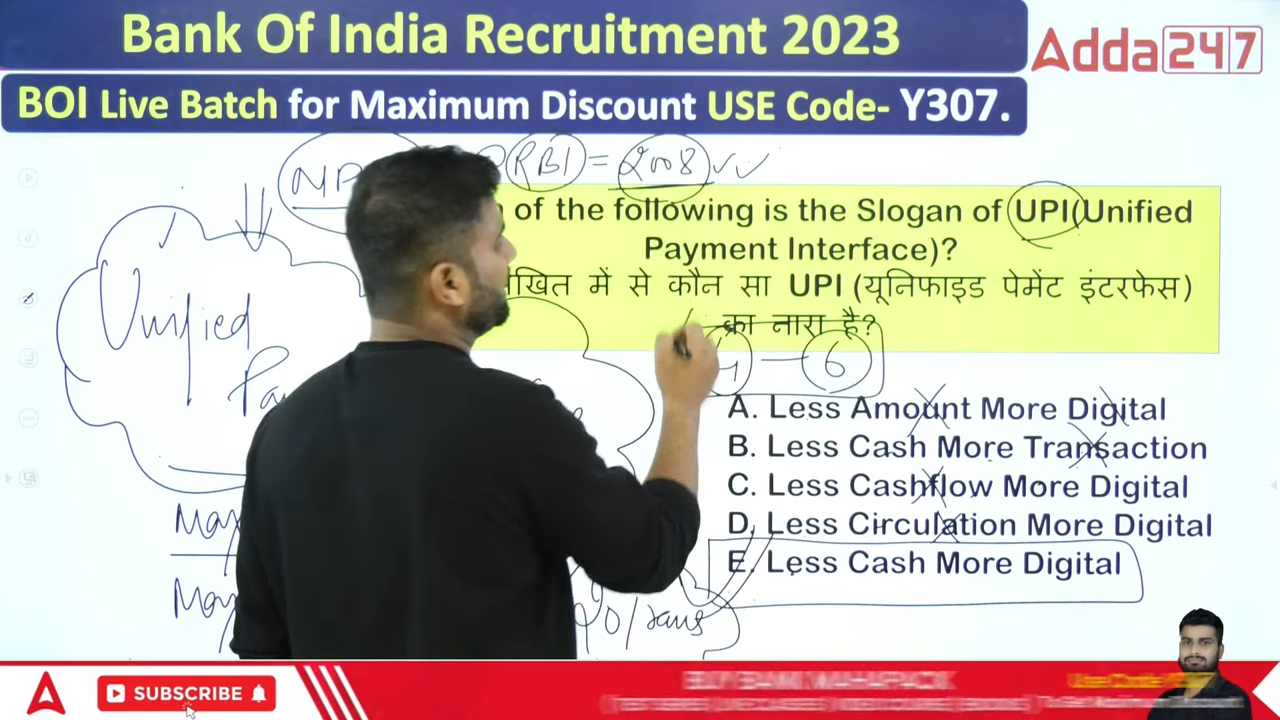 Bank Of India Recruitment 2023
Adda247
BOI Live Batch for Maximum Discount USE Code- Y307.
RBI = 2008
of the following is the Slogan of UPI(Unified
Payment Interface)?
में से कौन सा UPI (यूनिफाइड पेमेंट इंटरफेस)
का नारा है?
Unified
6
A. Less Amount More Digital
B. Less Cash More Transaction
C. Less Cashflow More Digital
D. Less Circulation More Digital
E. Less Cash More Digital
SUBSCRIBE